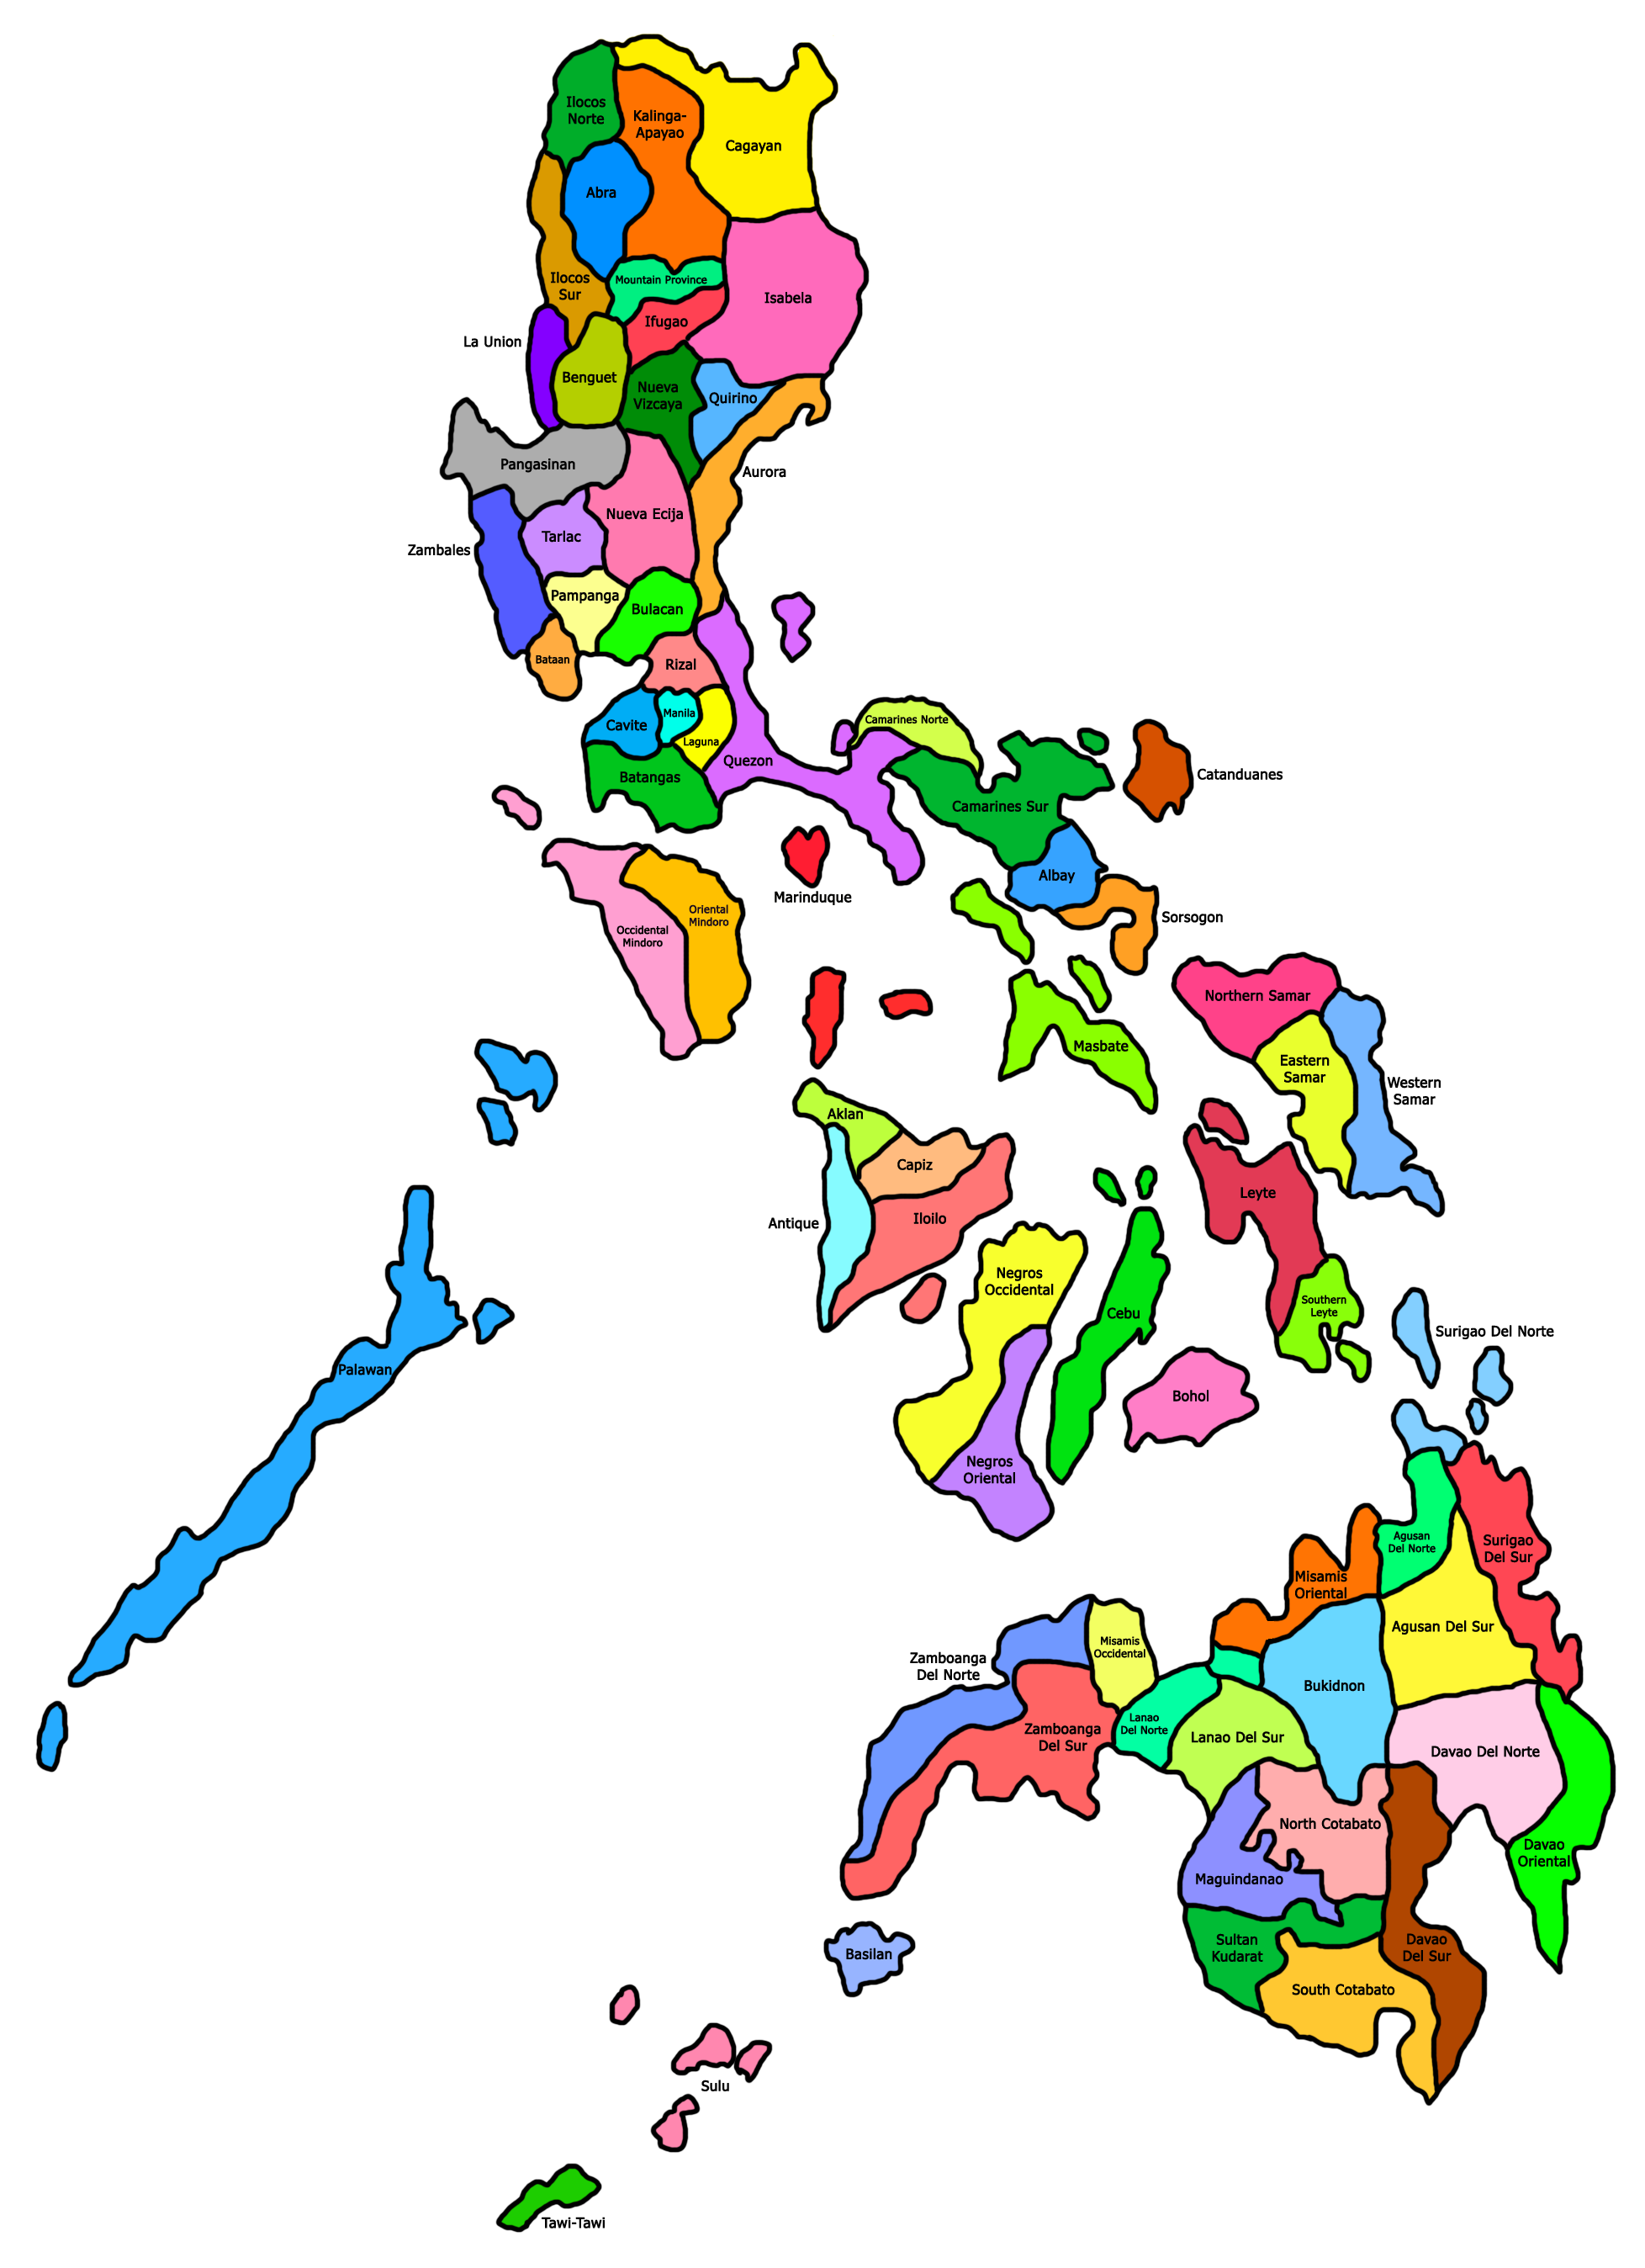 Ilocos
Norte
Kalinga-
Apayao
Cagayan
Abra
Ilocos
Sur
Mountain Province
Isabela
Ifugao
La Union
Benguet
Nueva
Vizcaya
Quirino
Pangasinan
Aurora
Nueva Ecija
Tarlac
Zambales
Pampanga
Bulacan
Bataan
Rizal
Cavite
Manila
Laguna
Camarines Norte
Quezon
Batangas
Catanduanes
Camarines Sur
Albay
Marinduque
Sorsogon
Oriental
Mindoro
Occidental
Mindoro
Northern Samar
Masbate
Eastern
Samar
Western
Samar
Aklan
Capiz
Leyte
Antique
Iloilo
Negros
Occidental
Cebu
Southern
Leyte
Surigao Del Norte
Palawan
Bohol
Negros
Oriental
Agusan
Del Norte
Surigao
Del Sur
Misamis
Oriental
Agusan Del Sur
Misamis
Occidental
Zamboanga
Del Norte
Bukidnon
Lanao
Del Norte
Zamboanga
Del Sur
Lanao Del Sur
Davao Del Norte
North Cotabato
Davao
Oriental
Maguindanao
Sultan
Kudarat
Davao
Del Sur
Basilan
South Cotabato
Sulu
Tawi-Tawi